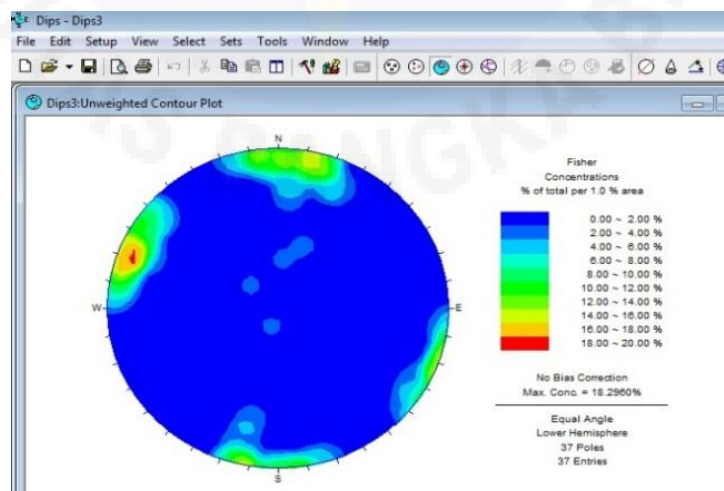 Dips - Dips3
File Edit Setup View Select Sets Tools Window Help
Dips3:Unweighted Contour Plot
N
W
E
S
Fisher
Concentrations
% of total per 1.0 % area
0.00 ~ 2.00 %
2.00 ~ 4.00 %
4.00 ~ 6.00 %
6.00 ~ 8.00 %
8.00 ~ 10.00 %
10.00 ~ 12.00 %
12.00 ~ 14.00 %
14.00 ~ 16.00 %
16.00 ~ 18.00 %
18.00 ~ 20.00 %
No Bias Correction
Max. Conc. = 18.2960%
Equal Angle
Lower Hemisphere
37 Poles
37 Entries